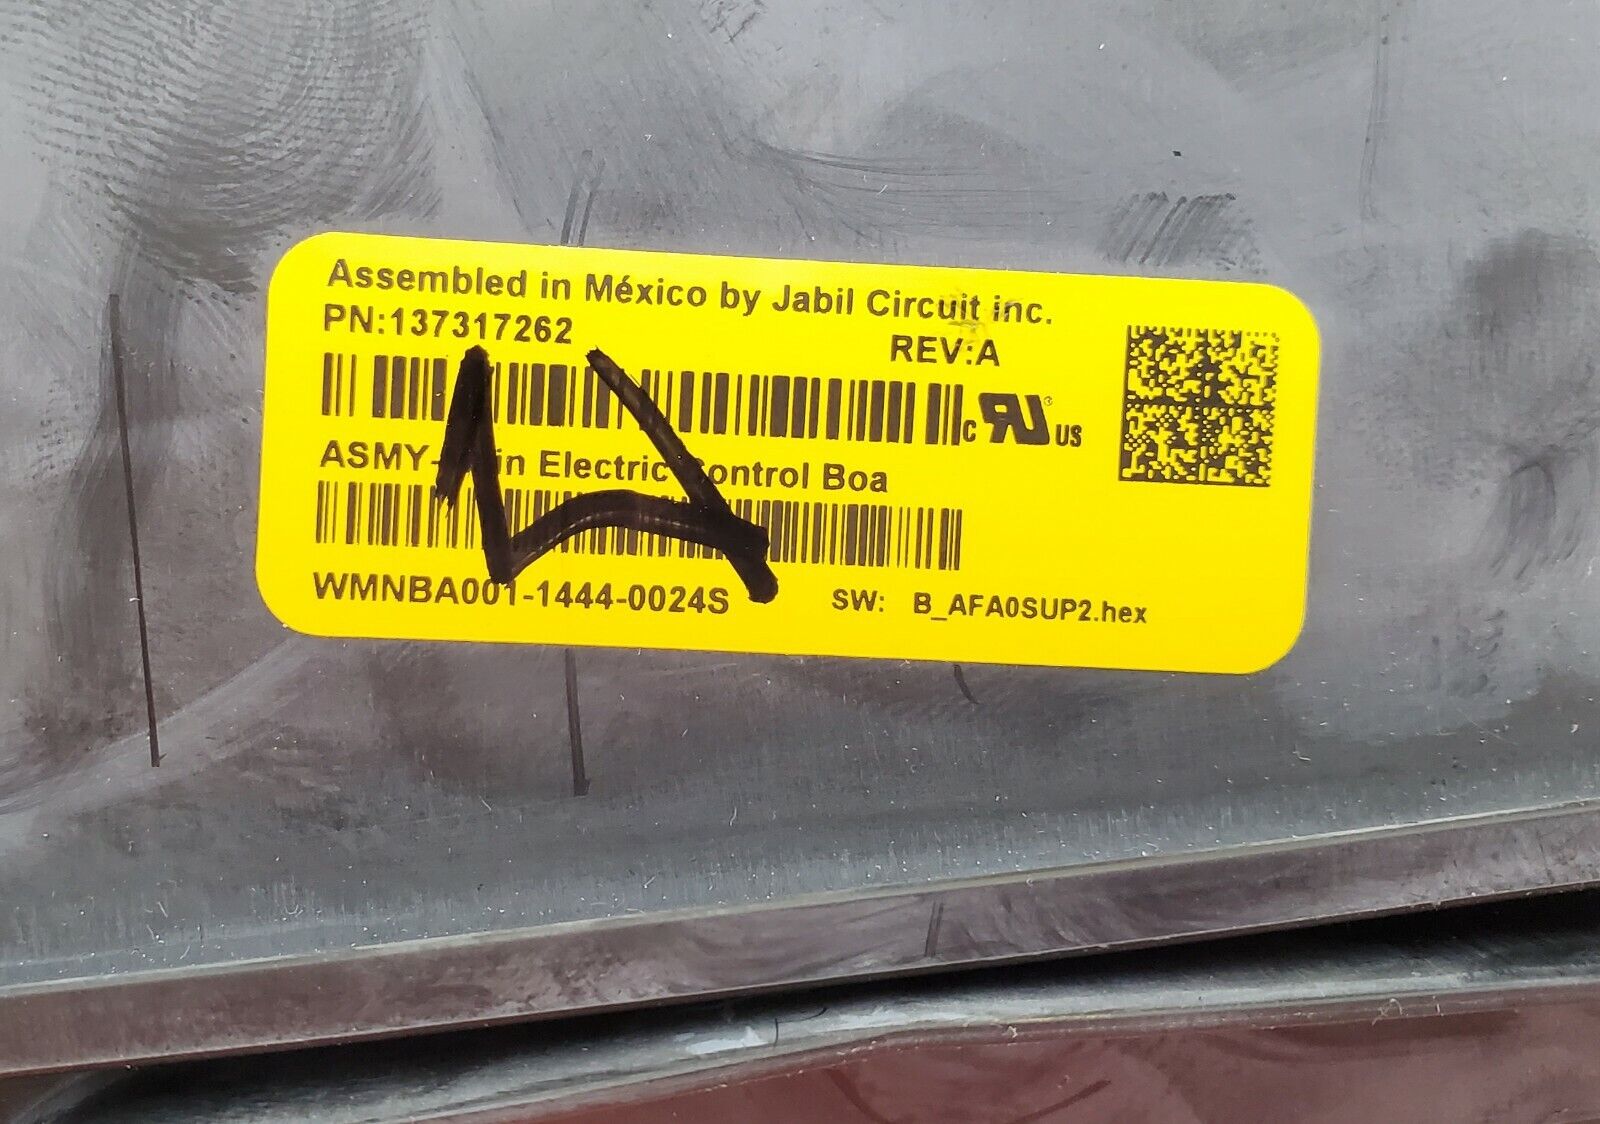 Assembled in México by Jabil Circuit inc.
PN:137317262
REV:A
c UR® US
ASMY- in Electric ontrol Boa
WMNBA001-1444-0024S
SW: B_AFA0SUP2.hex